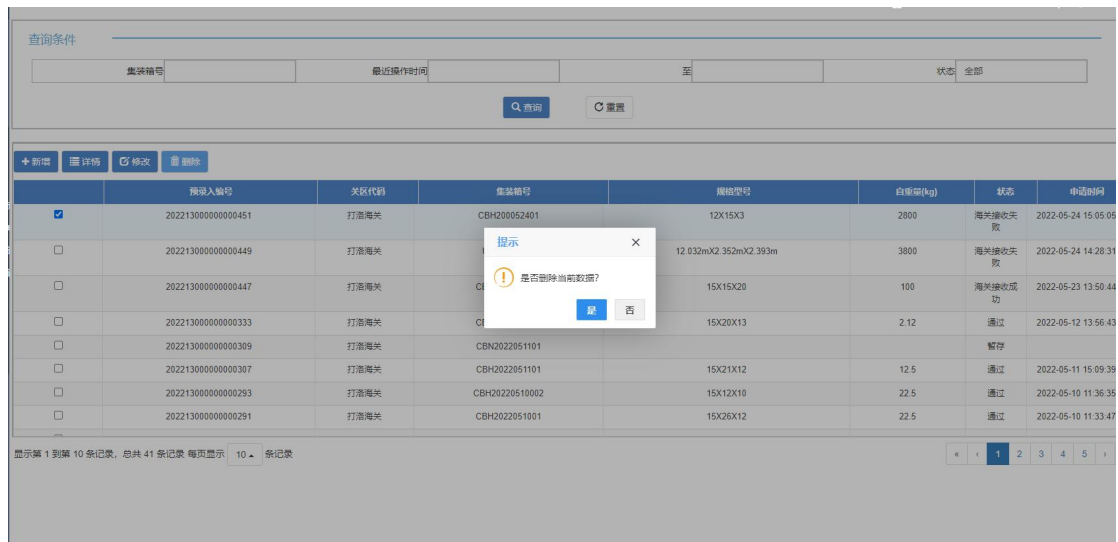 查询条件
集装箱号 最近操作时间 至 状态 全部
查询 重置
新增 详情 修改 删除
预录入编号 关区代码 集装箱号 规格型号 自重量(kg) 状态 申请时间
202213000000000451 打洛海关 CBH200052401 12X15X3 2800 海关接收失败 2022-05-24 15:05:05
提示
202213000000000449 打洛海关 12.032mX2.352mX2.393m 3800 海关接收失败 2022-05-24 14:28:31
是否删除当前数据?
202213000000000447 打洛海关 15X15X20 100 海关接收成功 2022-05-23 13:50:44
是 否
202213000000000333 打洛海关 15X20X13 2.12 通过 2022-05-12 13:56:43
202213000000000309 打洛海关 CBN2022051101 暂存
202213000000000307 打洛海关 CBH2022051101 15X21X12 12.5 通过 2022-05-11 15:09:39
202213000000000293 打洛海关 CBH20220510002 15X12X10 22.5 通过 2022-05-10 11:36:35
202213000000000291 打洛海关 CBH2022051001 15X26X12 22.5 通过 2022-05-10 11:33:47
显示第 1 到第 10 条记录, 总共 41 条记录 每页显示 10 条记录 « ‹ 1 2 3 4 5 ›